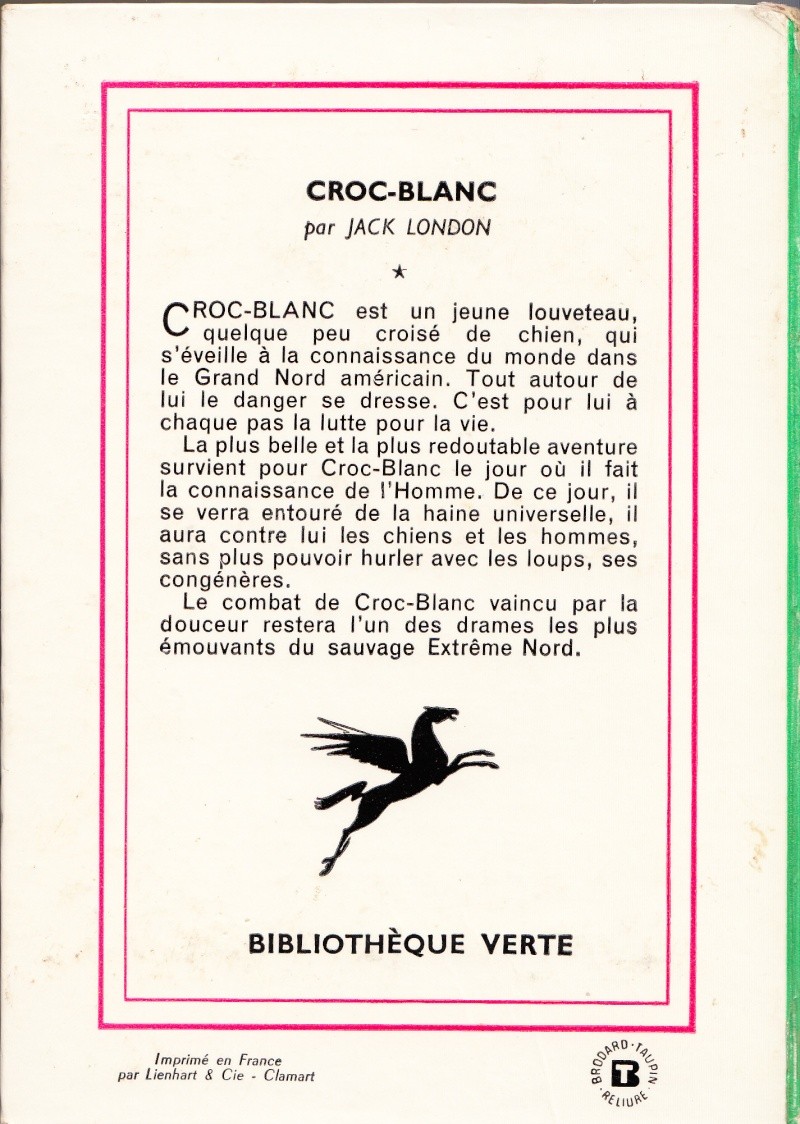 CROC-BLANC
par JACK LONDON
CROC-BLANC est un jeune louveteau,
quelque peu croisé de chien, qui
s'éveille à la connaissance du monde dans
le Grand Nord américain. Tout autour de
lui le danger se dresse. C'est pour lui à
chaque pas la lutte pour la vie.
La plus belle et la plus redoutable aventure
survient pour Croc-Blanc le jour où il fait
la connaissance de l'Homme. De ce jour, il
se verra entouré de la haine universelle, il
aura contre lui les chiens et les hommes,
sans plus pouvoir hurler avec les loups, ses
congénères.
Le combat de Croc-Blanc vaincu par la
douceur restera l'un des drames les plus
émouvants du sauvage Extrême Nord.
BIBLIOTHÈQUE VERTE
Imprimé en France
par Lienhart & Cie - Clamart
BRODARD · TAUPIN
· RELIURE ·
BT